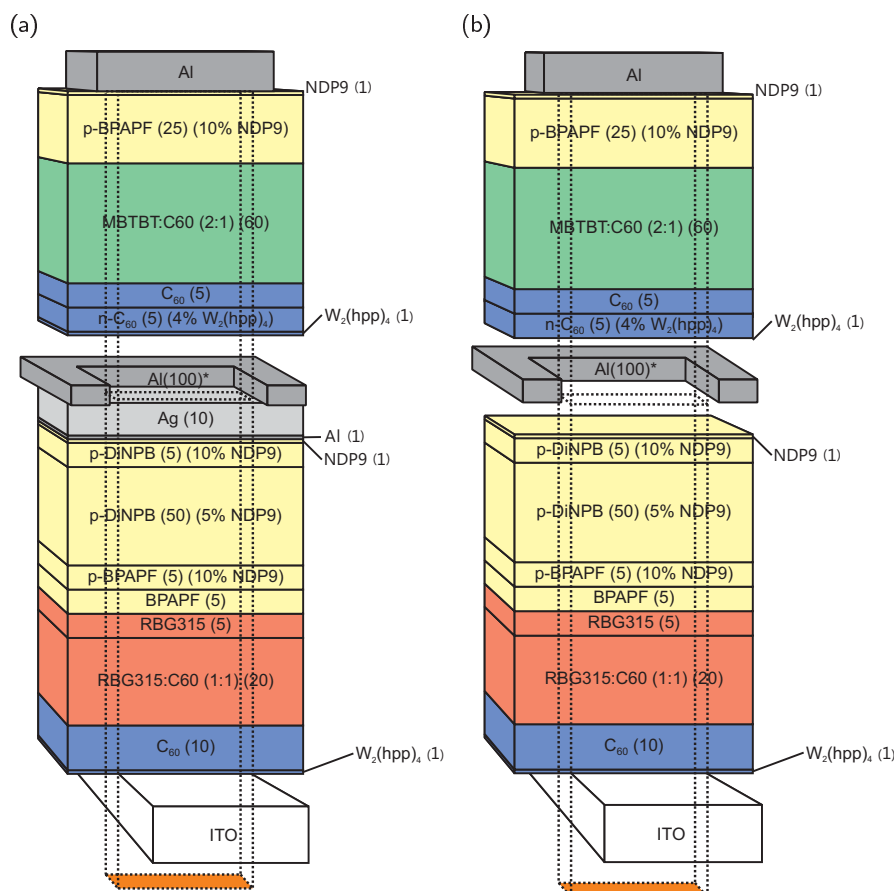 (a)
Al
NDP9 (1)
p-BPAPF (25) (10% NDP9)
MBTBT:C60 (2:1) (60)
C₆₀ (5)
n-C₆₀ (5) (4% W₂(hpp)₄)
W₂(hpp)₄ (1)
Al(100)*
Ag (10)
Al (1)
NDP9 (1)
p-DiNPB (5) (10% NDP9)
p-DiNPB (50) (5% NDP9)
p-BPAPF (5) (10% NDP9)
BPAPF (5)
RBG315 (5)
RBG315:C60 (1:1) (20)
C₆₀ (10)
W₂(hpp)₄ (1)
ITO
(b)
Al
NDP9 (1)
p-BPAPF (25) (10% NDP9)
MBTBT:C60 (2:1) (60)
C₆₀ (5)
n-C₆₀ (5) (4% W₂(hpp)₄)
W₂(hpp)₄ (1)
Al(100)*
NDP9 (1)
p-DiNPB (5) (10% NDP9)
p-DiNPB (50) (5% NDP9)
p-BPAPF (5) (10% NDP9)
BPAPF (5)
RBG315 (5)
RBG315:C60 (1:1) (20)
C₆₀ (10)
W₂(hpp)₄ (1)
ITO